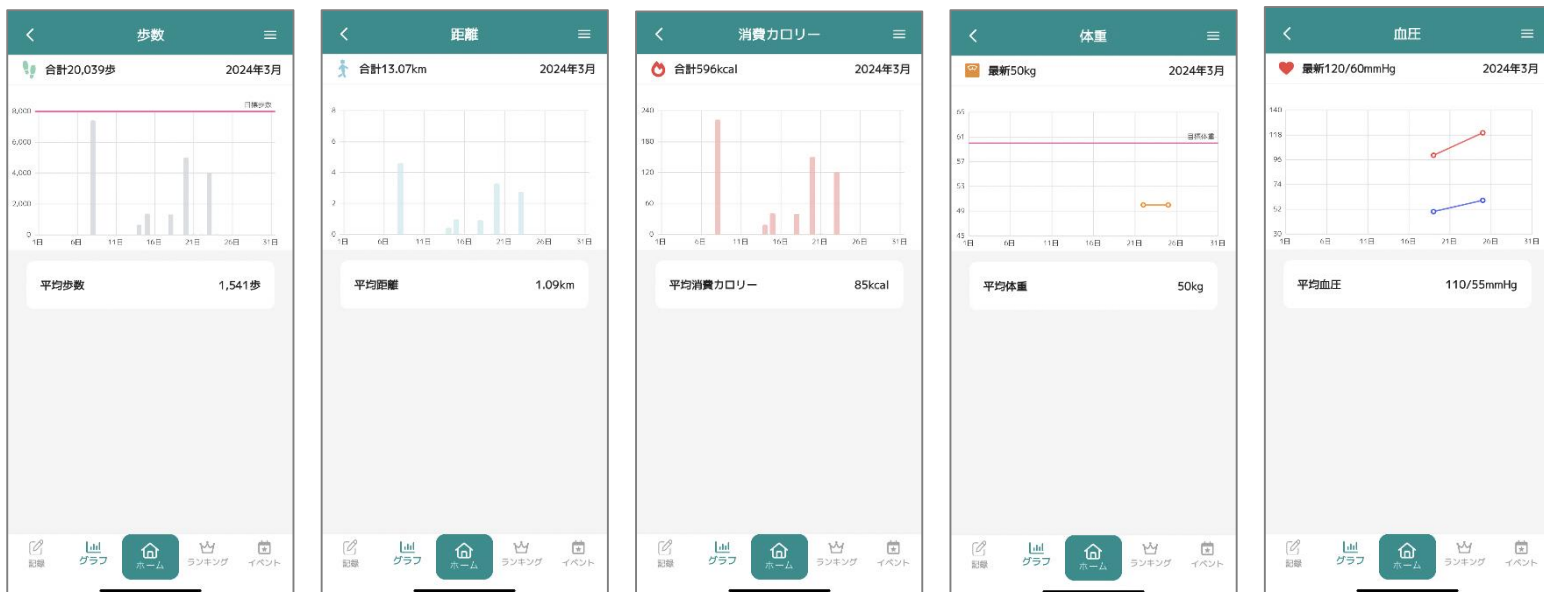 歩数
合計20,039歩 2024年3月
目標歩数
8,000
6,000
4,000
2,000
0
1日 6日 11日 16日 21日 26日 31日
平均歩数 1,541歩
記録 グラフ ホーム ランキング イベント
距離
合計13.07km 2024年3月
8
6
4
2
0
1日 6日 11日 16日 21日 26日 31日
平均距離 1.09km
記録 グラフ ホーム ランキング イベント
消費カロリー
合計596kcal 2024年3月
240
180
120
60
0
1日 6日 11日 16日 21日 26日 31日
平均消費カロリー 85kcal
記録 グラフ ホーム ランキング イベント
体重
最新50kg 2024年3月
65
61
目標体重
57
53
49
45
1日 6日 11日 16日 21日 26日 31日
平均体重 50kg
記録 グラフ ホーム ランキング イベント
血圧
最新120/60mmHg 2024年3月
140
118
96
74
52
30
1日 6日 11日 16日 21日 26日 31日
平均血圧 110/55mmHg
記録 グラフ ホーム ランキング イベント